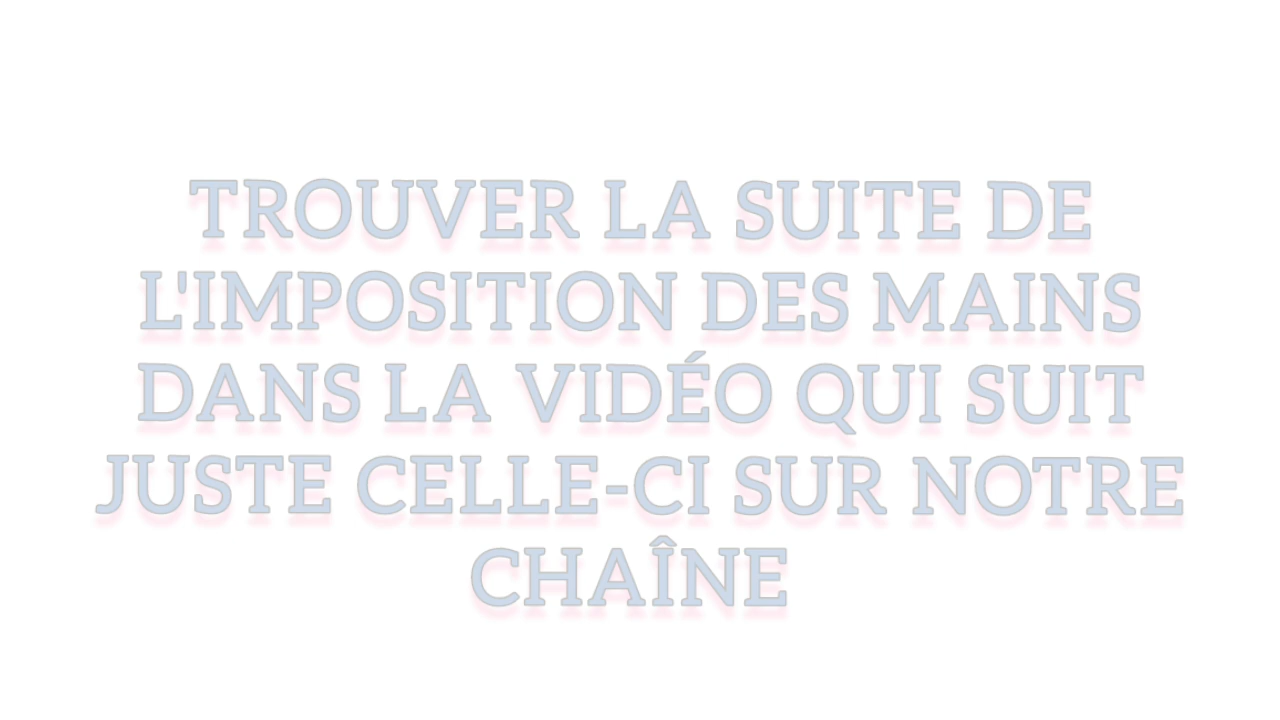 TROUVER LA SUITE DE
L'IMPOSITION DES MAINS
DANS LA VIDÉO QUI SUIT
JUSTE CELLE-CI SUR NOTRE
CHAÎNE